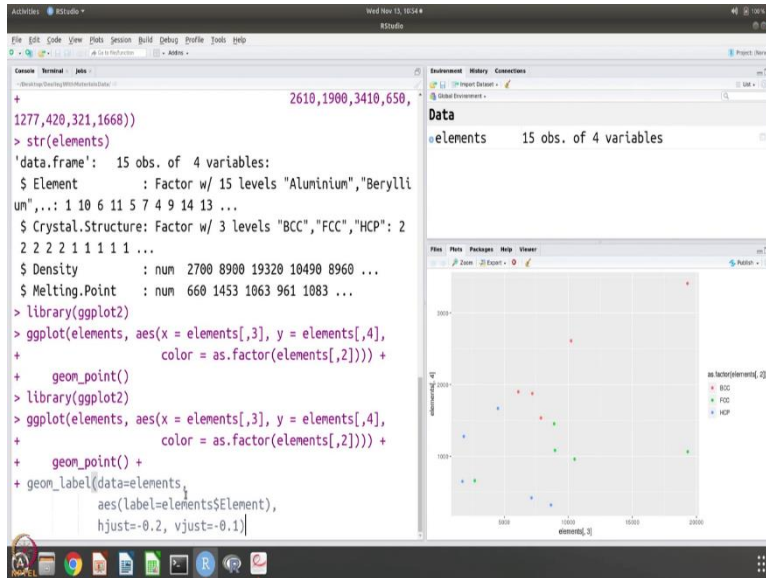 Activities RStudio Wed Nov 13, 10:54 100%
RStudio
File Edit Code View Plots Session Build Debug Profile Tools Help
Go to file/function Addins Project: (None)
Console Terminal Jobs
+ 2610,1900,3410,650,
1277,420,321,1668))
> str(elements)
'data.frame': 15 obs. of 4 variables:
$ Element : Factor w/ 15 levels "Aluminium","Berylli
um",..: 1 10 6 11 5 7 4 9 14 13 ...
$ Crystal.Structure: Factor w/ 3 levels "BCC","FCC","HCP": 2
2 2 2 2 1 1 1 1 1 ...
$ Density : num 2700 8900 19320 10490 8960 ...
$ Melting.Point : num 660 1453 1063 961 1083 ...
> library(ggplot2)
> ggplot(elements, aes(x = elements[,3], y = elements[,4],
+ color = as.factor(elements[,2]))) +
+ geom_point()
> library(ggplot2)
> ggplot(elements, aes(x = elements[,3], y = elements[,4],
+ color = as.factor(elements[,2]))) +
+ geom_point() +
+ geom_label(data=elements,
aes(label=elements$Element),
hjust=-0.2, vjust=-0.1)
Environment History Connections
Import Dataset List
Global Environment
Data
elements 15 obs. of 4 variables
Files Plots Packages Help Viewer
Zoom Export Publish
3000
2000
1000
elements[, 4]
5000 10000 15000 20000
elements[, 3]
as.factor(elements[, 2])
BCC
FCC
HCP
NPTEL